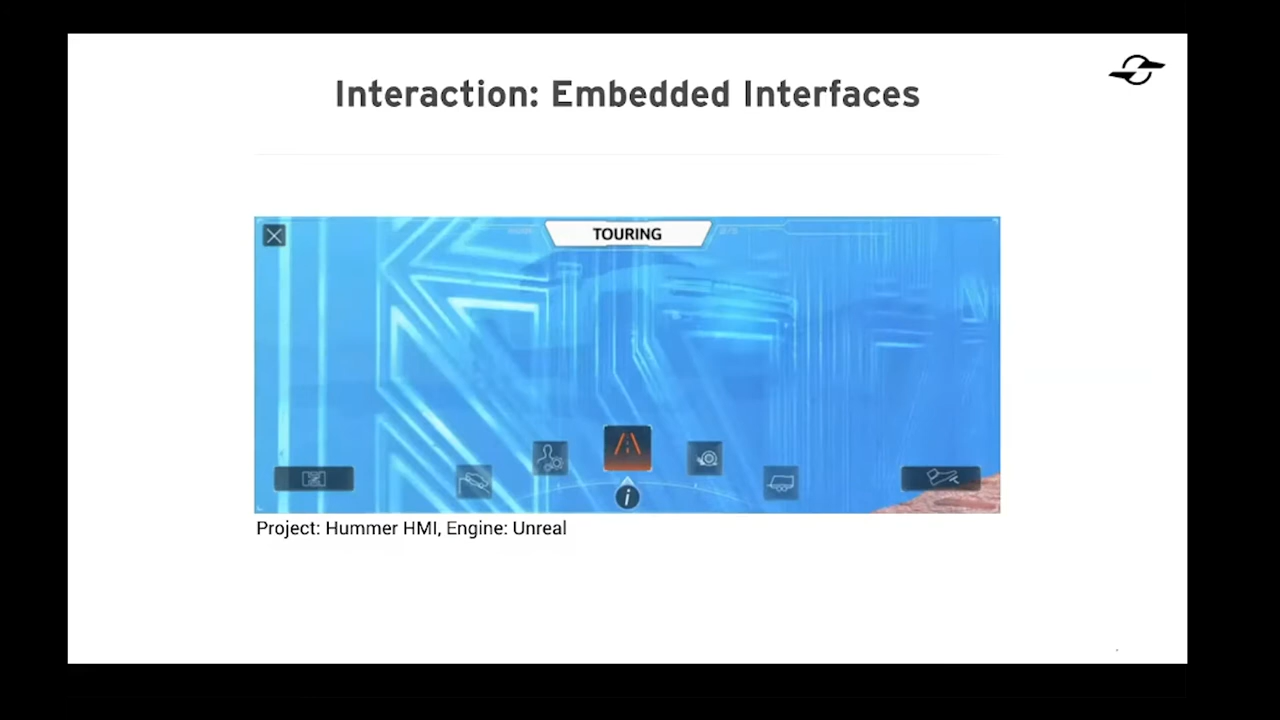 Interaction: Embedded Interfaces
TOURING
i
Project: Hummer HMI, Engine: Unreal